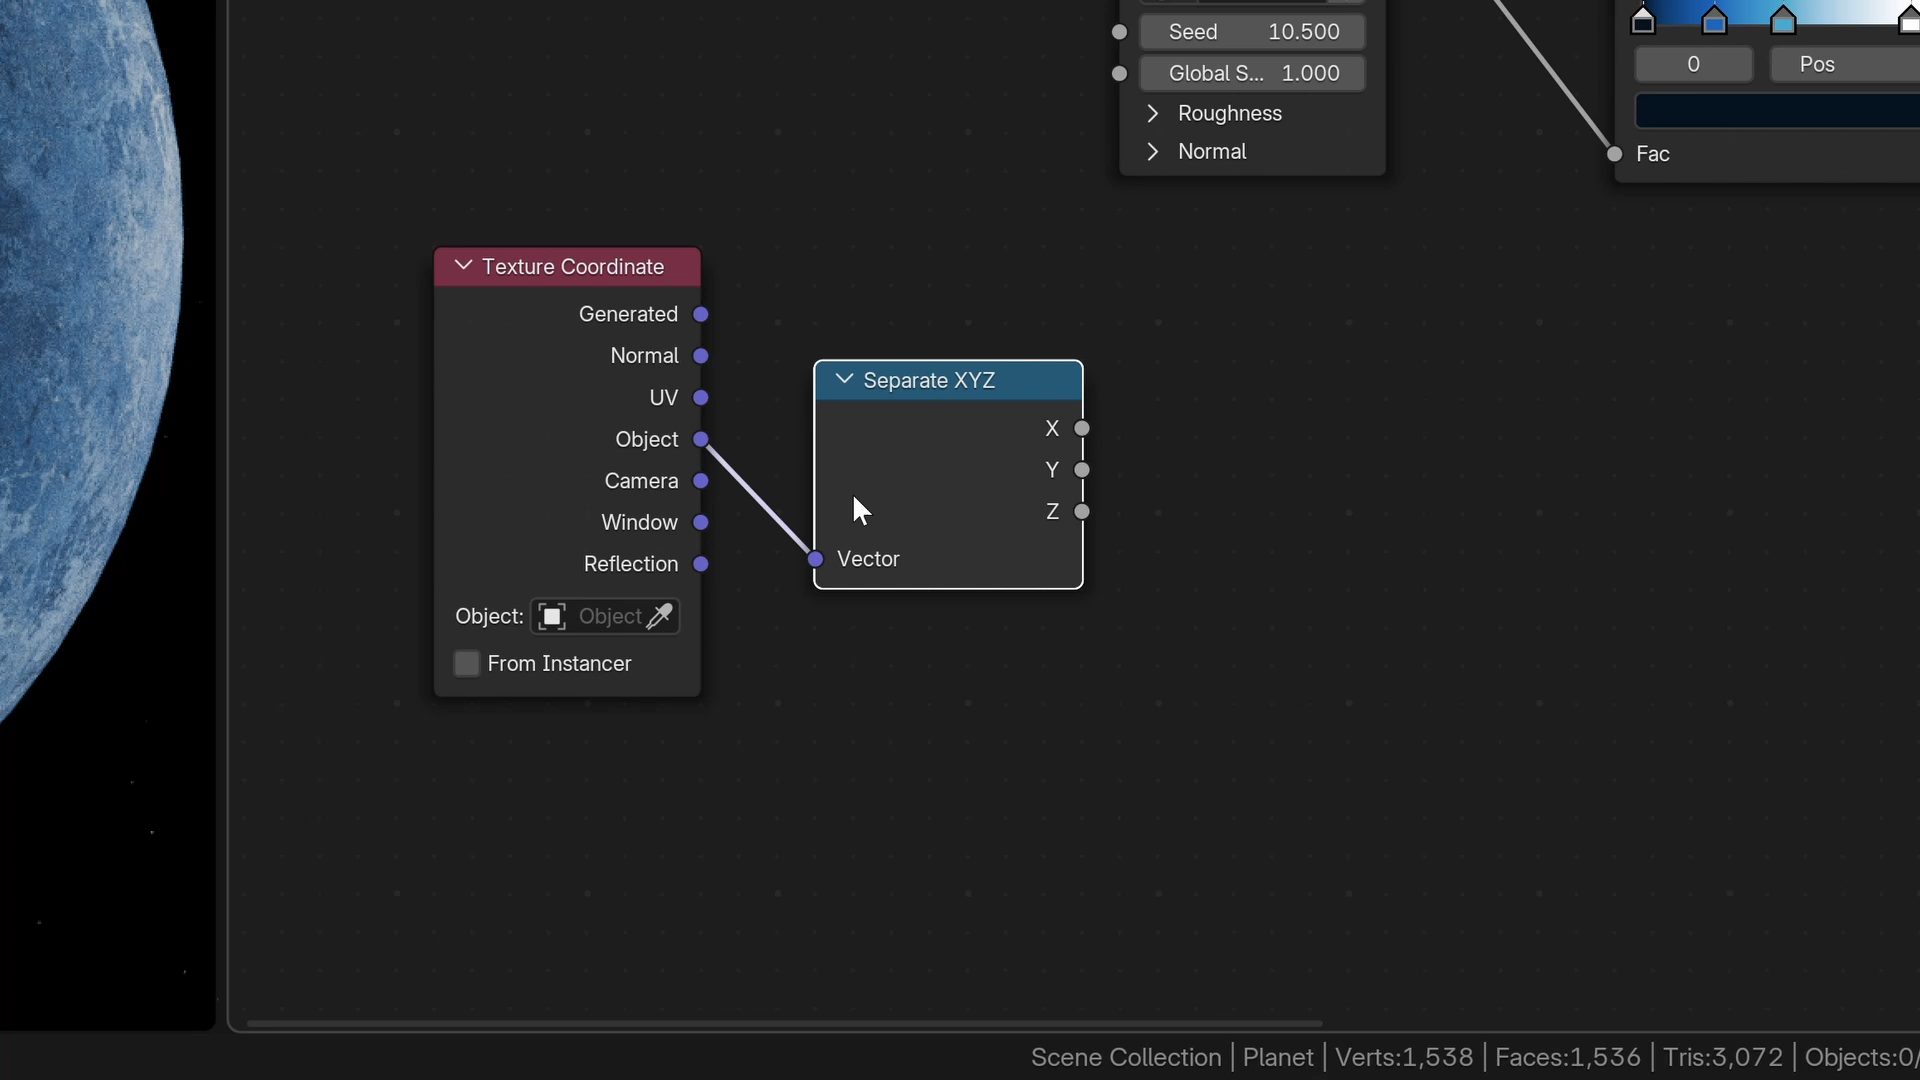 Seed 10.500
Global S... 1.000
Roughness
Normal
0 Pos
Fac
Texture Coordinate
Generated
Normal
UV
Object
Camera
Window
Reflection
Object: Object
From Instancer
Separate XYZ
X
Y
Z
Vector
Scene Collection | Planet | Verts:1,538 | Faces:1,536 | Tris:3,072 | Objects:0/